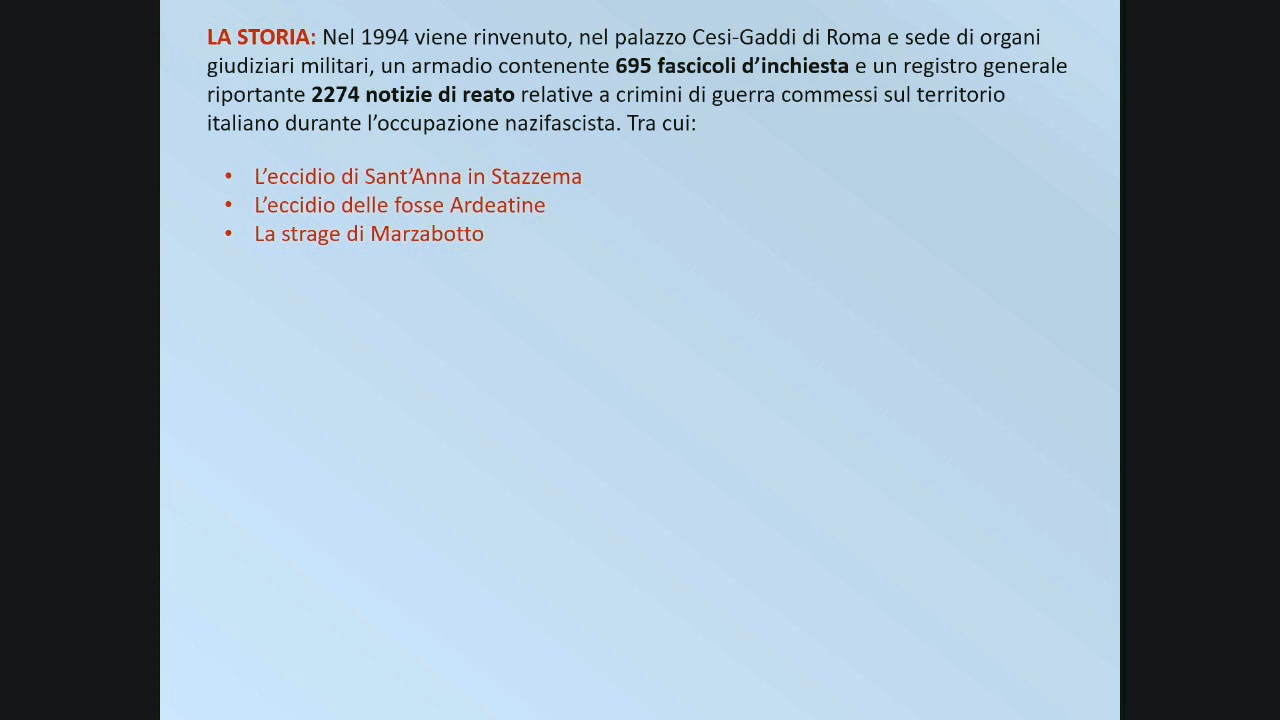 LA STORIA: Nel 1994 viene rinvenuto, nel palazzo Cesi-Gaddi di Roma e sede di organi
giudiziari militari, un armadio contenente 695 fascicoli d’inchiesta e un registro generale
riportante 2274 notizie di reato relative a crimini di guerra commessi sul territorio
italiano durante l’occupazione nazifascista. Tra cui:
• L’eccidio di Sant’Anna in Stazzema
• L’eccidio delle fosse Ardeatine
• La strage di Marzabotto